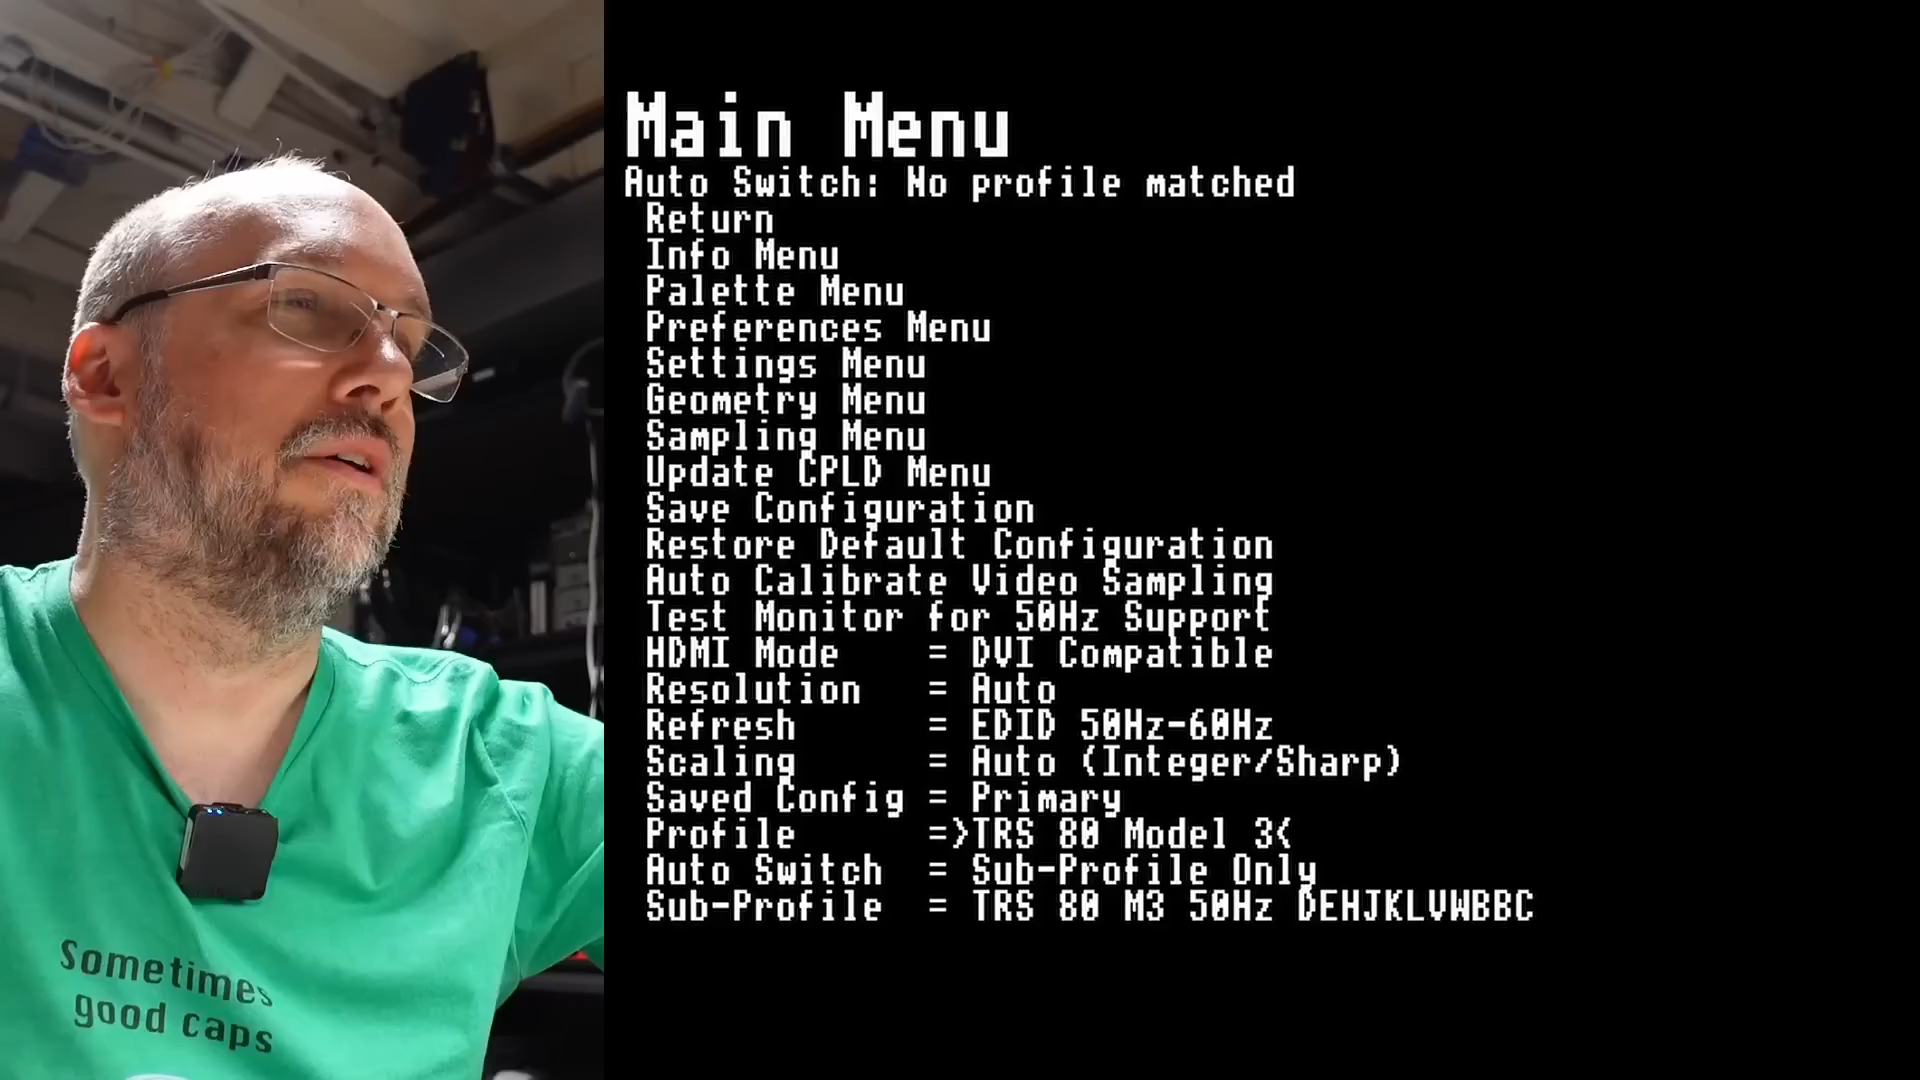 Main Menu
Auto Switch: No profile matched
Return
Info Menu
Palette Menu
Preferences Menu
Settings Menu
Geometry Menu
Sampling Menu
Update CPLD Menu
Save Configuration
Restore Default Configuration
Auto Calibrate Video Sampling
Test Monitor for 50Hz Support
HDMI Mode = DVI Compatible
Resolution = Auto
Refresh = EDID 50Hz-60Hz
Scaling = Auto (Integer/Sharp)
Saved Config = Primary
Profile =>TRS 80 Model 3<
Auto Switch = Sub-Profile Only
Sub-Profile = TRS 80 M3 50Hz DEHJKLVWBBC
Sometimes
good caps